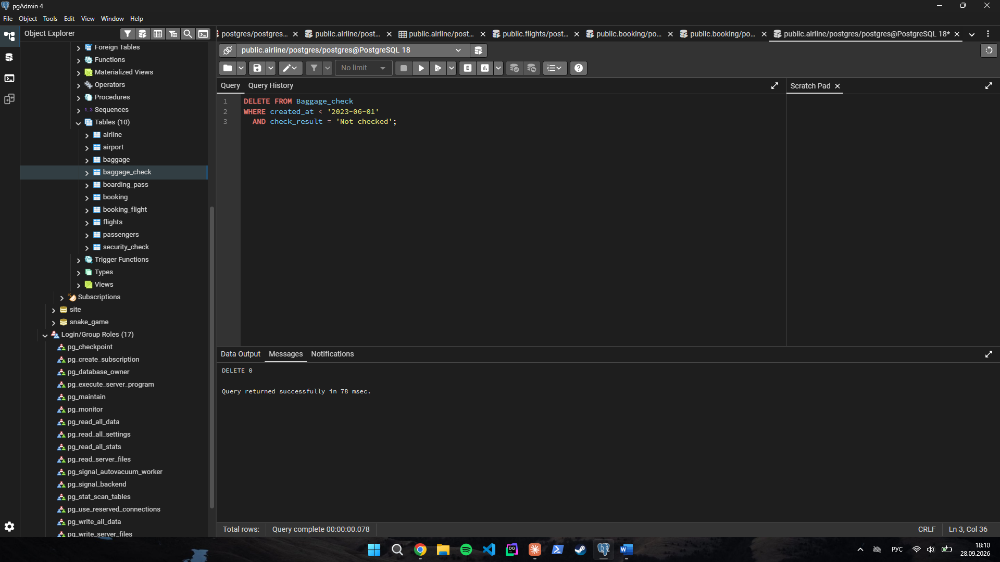 pgAdmin 4
File Object Tools Edit View Window Help
Object Explorer
Foreign Tables
Functions
Materialized Views
Operators
Procedures
1..3 Sequences
Tables (10)
airline
airport
baggage
baggage_check
boarding_pass
booking
booking_flight
flights
passengers
security_check
Trigger Functions
Types
Views
Subscriptions
site
snake_game
Login/Group Roles (17)
pg_checkpoint
pg_create_subscription
pg_database_owner
pg_execute_server_program
pg_maintain
pg_monitor
pg_read_all_data
pg_read_all_settings
pg_read_all_stats
pg_read_server_files
pg_signal_autovacuum_worker
pg_signal_backend
pg_stat_scan_tables
pg_use_reserved_connections
pg_write_all_data
pg_write_server_files
postgres/postgres... public.airline/post... public.airline/post... public.flights/post... public.booking/po... public.booking/po... public.airline/postgres/postgres@PostgreSQL 18*
public.airline/postgres/postgres@PostgreSQL 18
No limit E
Query Query History
Scratch Pad
1 DELETE FROM Baggage_check
2 WHERE created_at < '2023-06-01'
3 AND check_result = 'Not checked';
Data Output Messages Notifications
DELETE 0
Query returned successfully in 78 msec.
Total rows: Query complete 00:00:00.078
CRLF Ln 3, Col 36
DG
РУС
18:10
28.09.2026